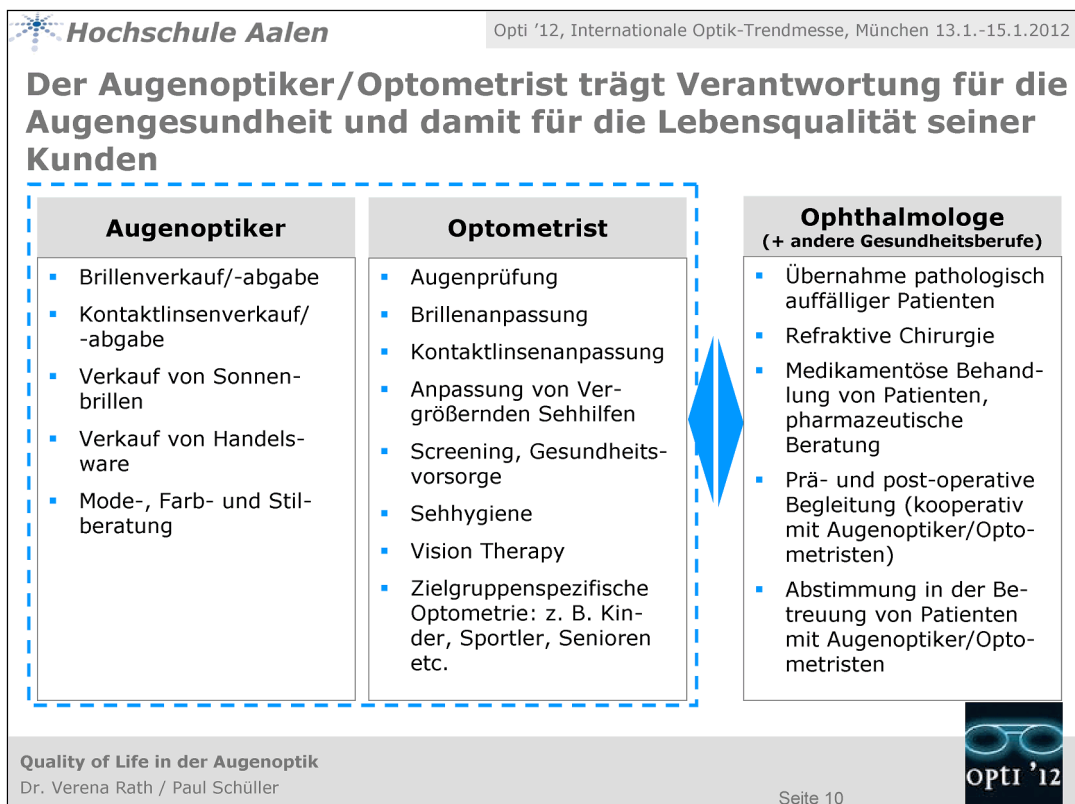 Hochschule Aalen
Opti ’12, Internationale Optik-Trendmesse, München 13.1.-15.1.2012
Der Augenoptiker/Optometrist trägt Verantwortung für die
Augengesundheit und damit für die Lebensqualität seiner
Kunden
Augenoptiker
▪ Brillenverkauf/-abgabe
▪ Kontaktlinsenverkauf/
-abgabe
▪ Verkauf von Sonnen-
brillen
▪ Verkauf von Handels-
ware
▪ Mode-, Farb- und Stil-
beratung
Optometrist
▪ Augenprüfung
▪ Brillenanpassung
▪ Kontaktlinsenanpassung
▪ Anpassung von Ver-
größernden Sehhilfen
▪ Screening, Gesundheits-
vorsorge
▪ Sehhygiene
▪ Vision Therapy
▪ Zielgruppenspezifische
Optometrie: z. B. Kin-
der, Sportler, Senioren
etc.
Ophthalmologe
(+ andere Gesundheitsberufe)
▪ Übernahme pathologisch
auffälliger Patienten
▪ Refraktive Chirurgie
▪ Medikamentöse Behand-
lung von Patienten,
pharmazeutische
Beratung
▪ Prä- und post-operative
Begleitung (kooperativ
mit Augenoptiker/Opto-
metristen)
▪ Abstimmung in der Be-
treuung von Patienten
mit Augenoptiker/Opto-
metristen
Quality of Life in der Augenoptik
Dr. Verena Rath / Paul Schüller
Seite 10
OPTI ’12